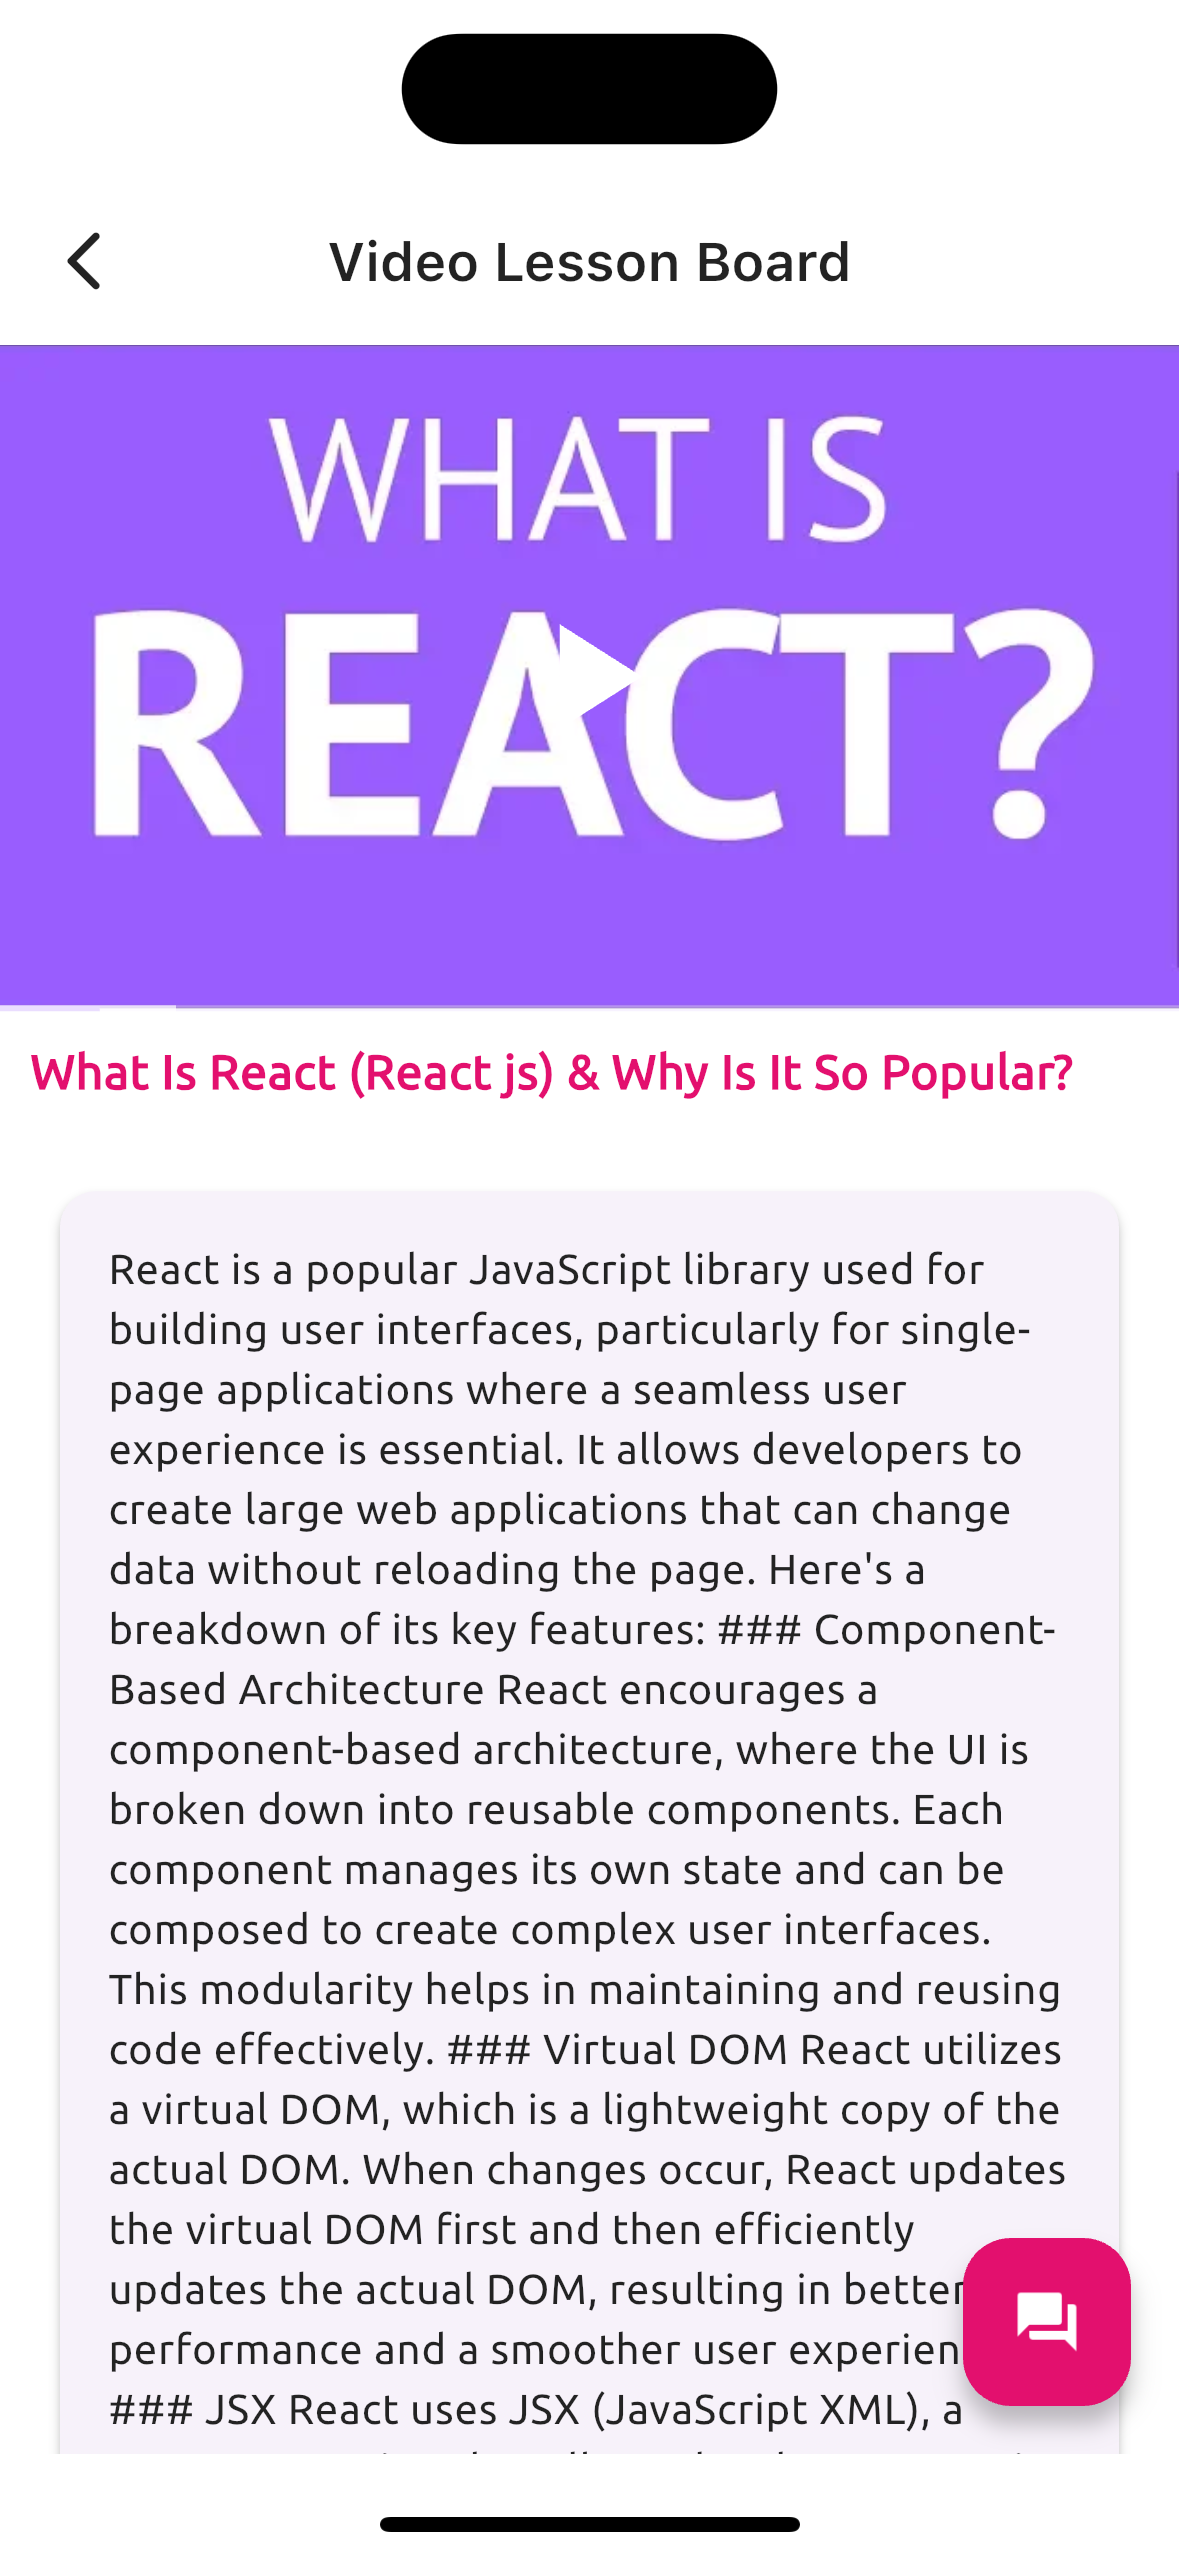 Video Lesson Board
WHAT IS
REACT?
What Is React (React js) & Why Is It So Popular?
React is a popular JavaScript library used for
building user interfaces, particularly for single-
page applications where a seamless user
experience is essential. It allows developers to
create large web applications that can change
data without reloading the page. Here's a
breakdown of its key features: ### Component-
Based Architecture React encourages a
component-based architecture, where the UI is
broken down into reusable components. Each
component manages its own state and can be
composed to create complex user interfaces.
This modularity helps in maintaining and reusing
code effectively. ### Virtual DOM React utilizes
a virtual DOM, which is a lightweight copy of the
actual DOM. When changes occur, React updates
the virtual DOM first and then efficiently
updates the actual DOM, resulting in better
performance and a smoother user experien
### JSX React uses JSX (JavaScript XML), a